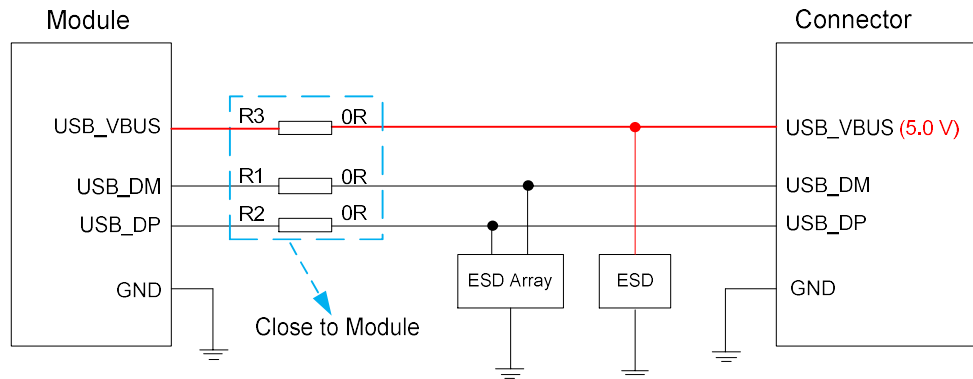 Module
Connector
USB_VBUS R3 0R USB_VBUS (5.0 V)
USB_DM R1 0R USB_DM
USB_DP R2 0R USB_DP
ESD Array ESD
GND GND
Close to Module